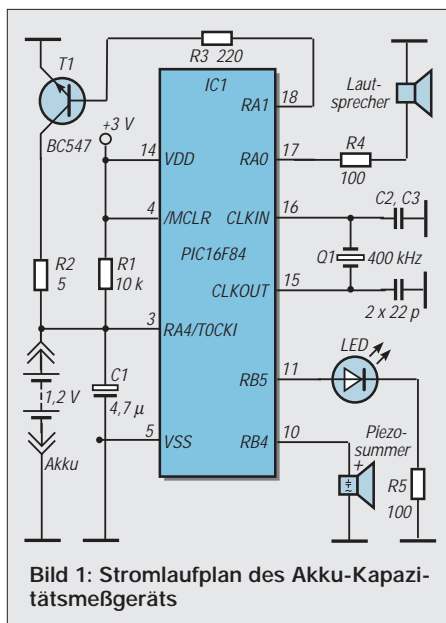 T1
R3 220
IC1
RA1
18
Laut-
sprecher
BC547
+3 V
14
VDD
RA0
17
R4
100
4
/MCLR
CLKIN
16
C2, C3
PIC16F84
Q1
400 kHz
R2
5
R1
10 k
CLKOUT
15
2 x 22 p
3
RA4/T0CKI
LED
C1
4,7 µ
RB5
11
1,2 V
Akku
5
VSS
RB4
10
Piezo-
summer
+
R5
100
Bild 1: Stromlaufplan des Akku-Kapazi-
tätsmeßgeräts